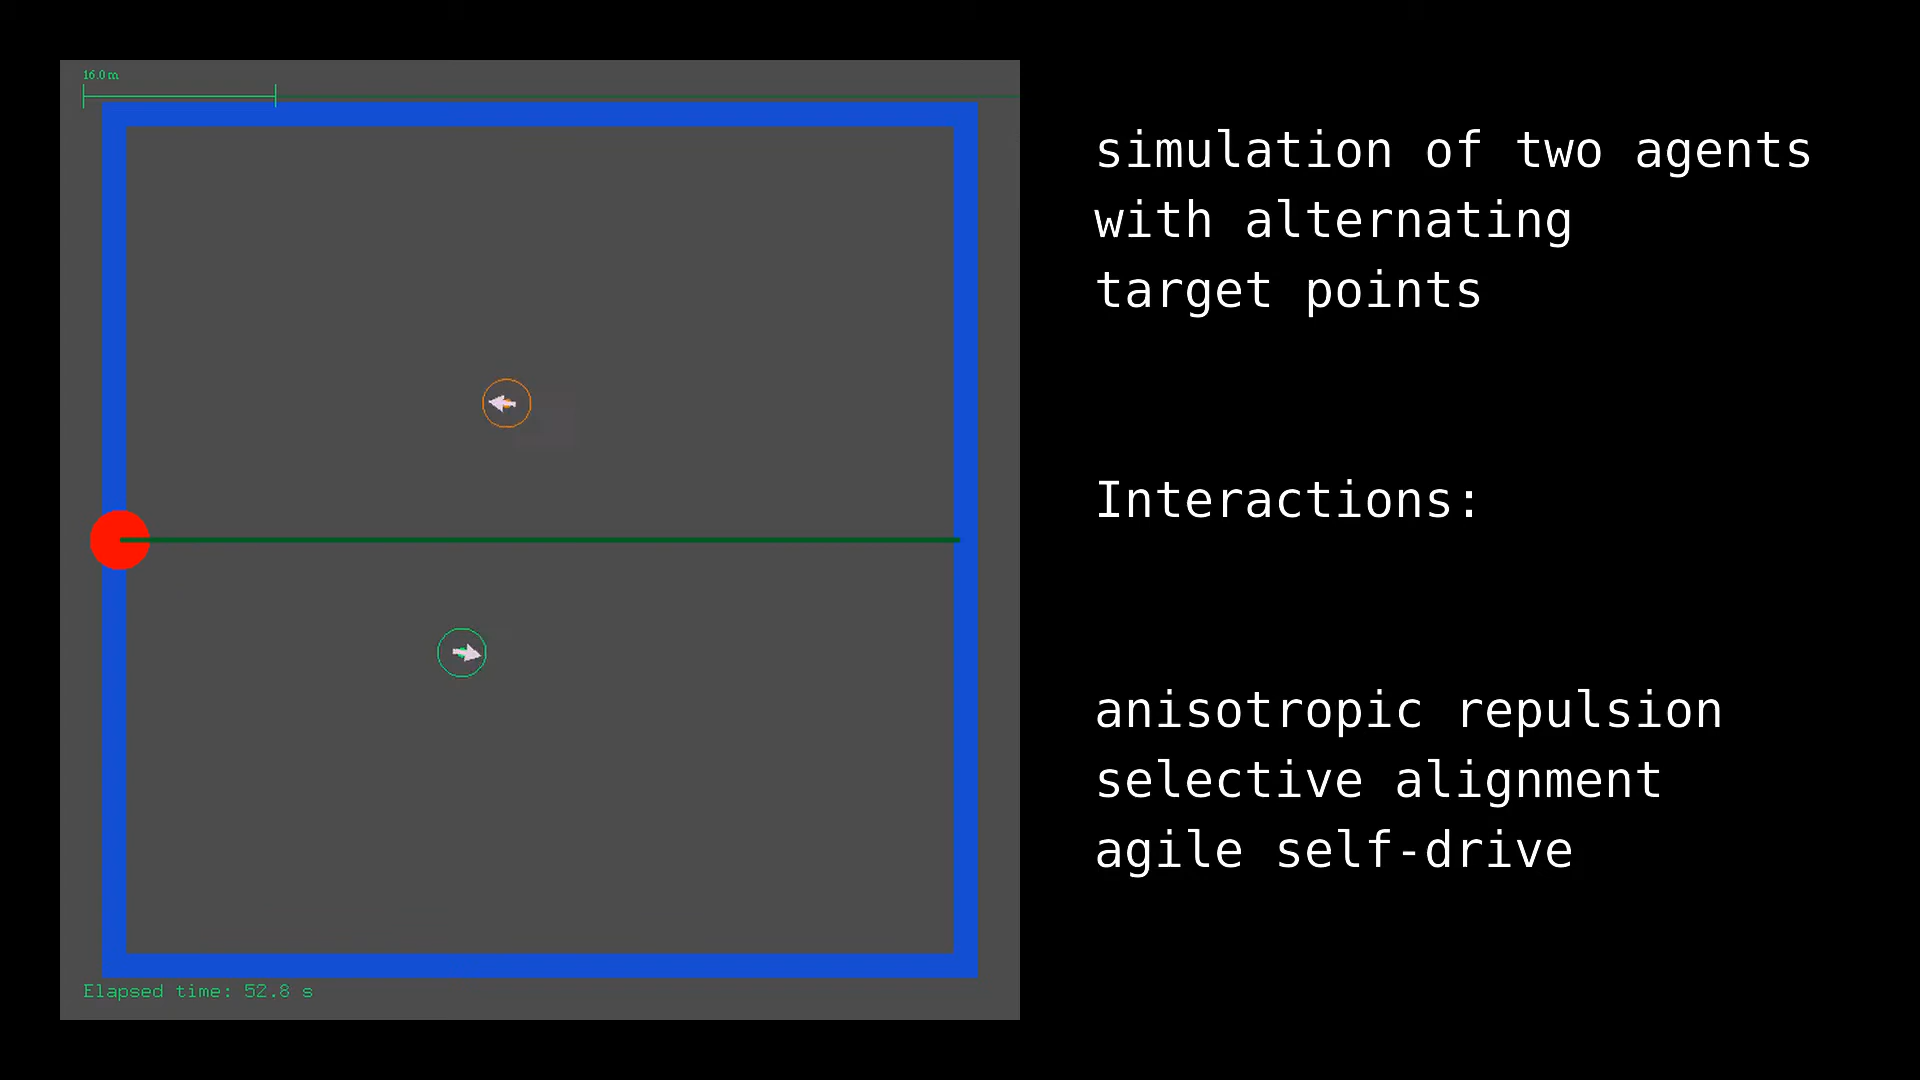 16.0 m
simulation of two agents
with alternating
target points
Interactions:
anisotropic repulsion
selective alignment
agile self-drive
Elapsed time: 52.8 s